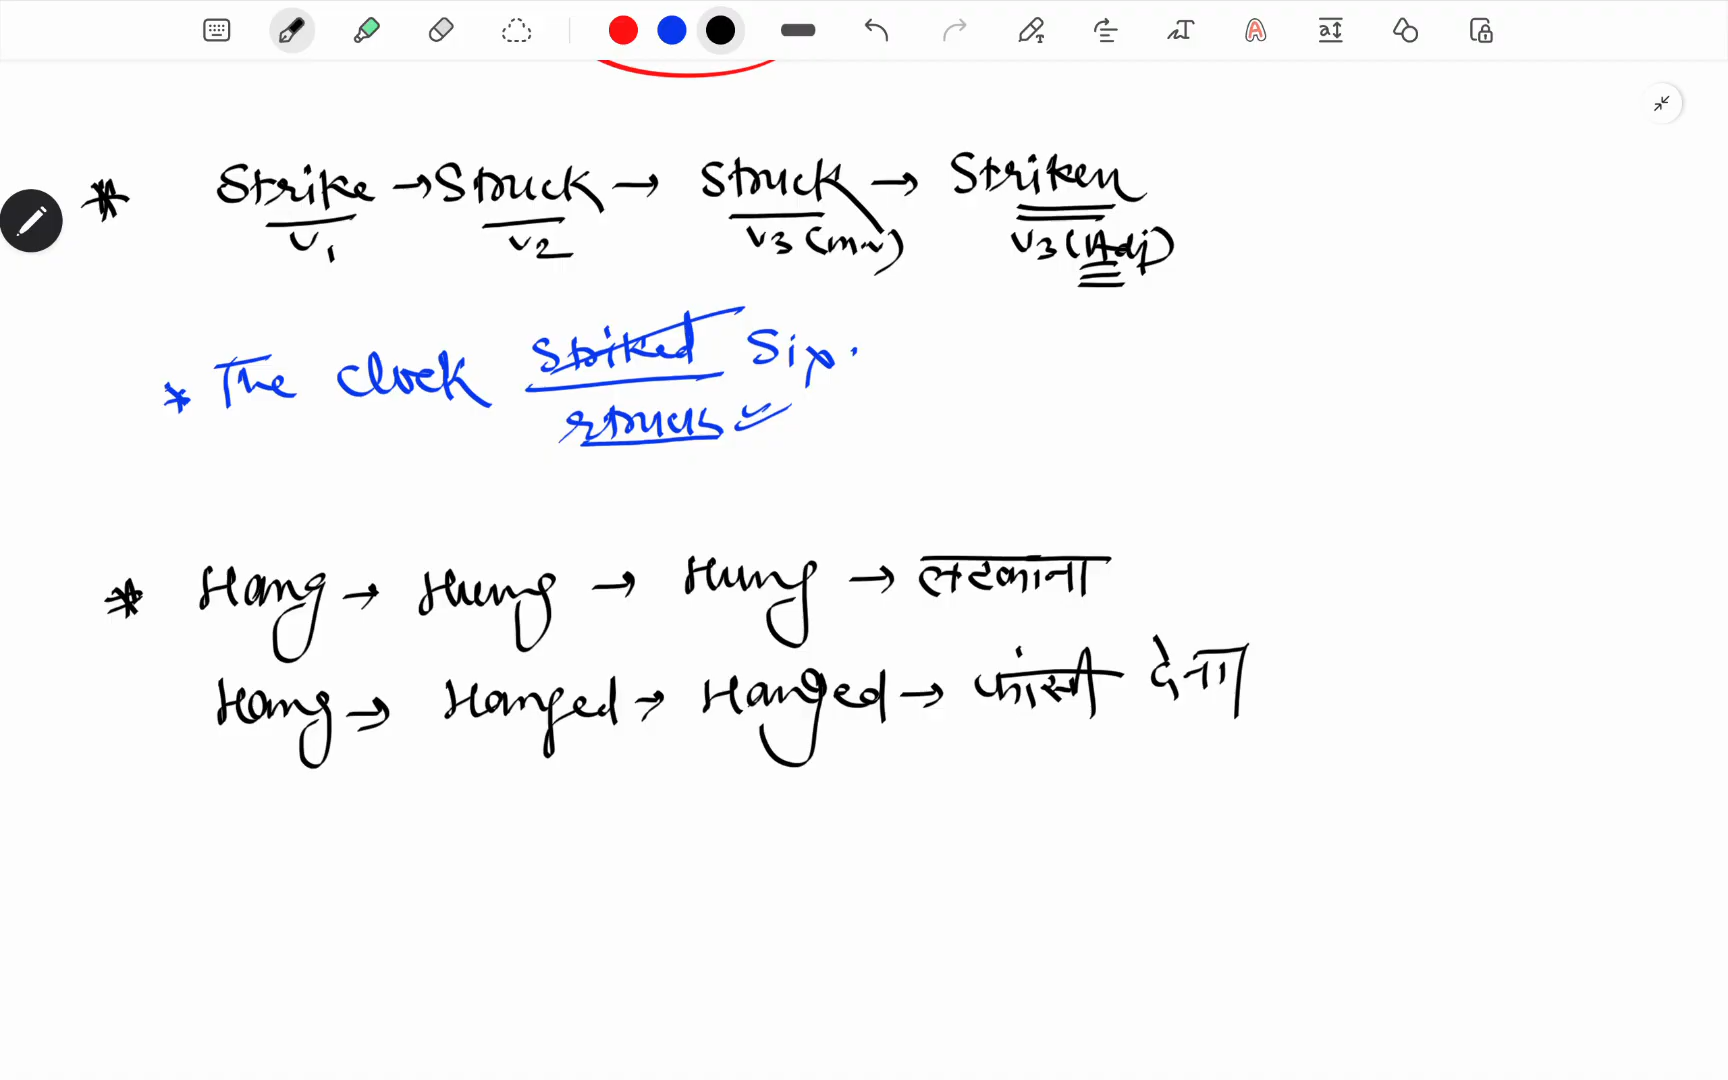 * Strike → Struck → Struck → Striken
V1 V2 V3 (mv) V3 (Adj)
* The clock striked Six.
struck ✓
* Hang → Hung → Hung → लटकाना
Hang → Hanged → Hanged → फांसी देना